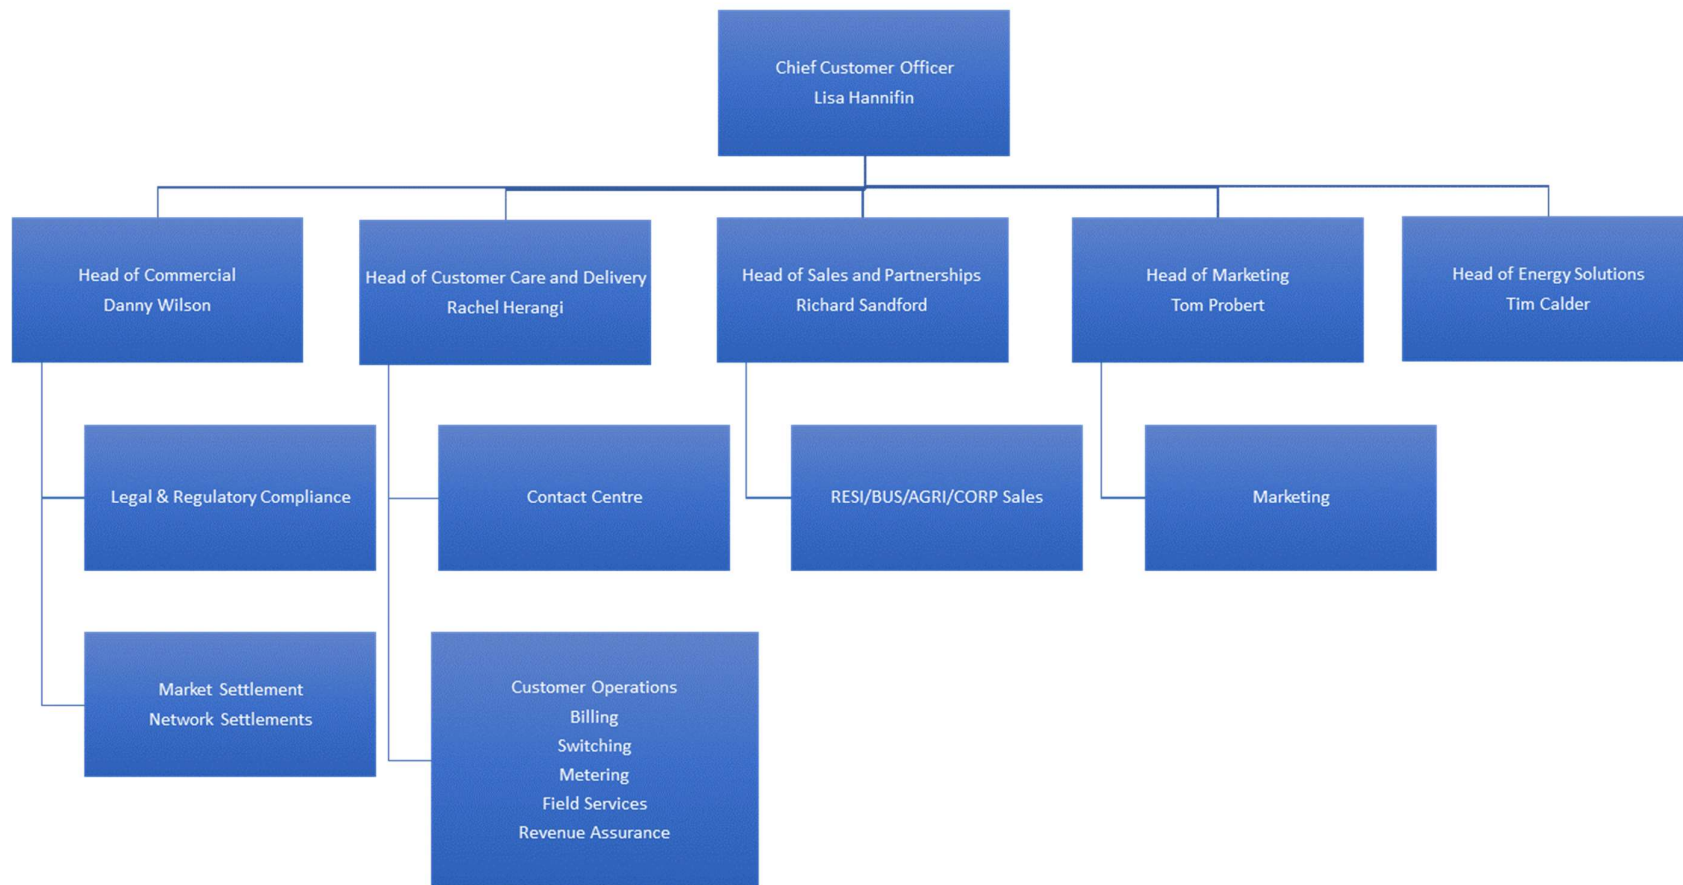 Chief Customer Officer
Lisa Hannifin
Head of Commercial
Danny Wilson
Head of Customer Care and Delivery
Rachel Herangi
Head of Sales and Partnerships
Richard Sandford
Head of Marketing
Tom Probert
Head of Energy Solutions
Tim Calder
Legal & Regulatory Compliance
Contact Centre
RESI/BUS/AGRI/CORP Sales
Marketing
Market Settlement
Network Settlements
Customer Operations
Billing
Switching
Metering
Field Services
Revenue Assurance